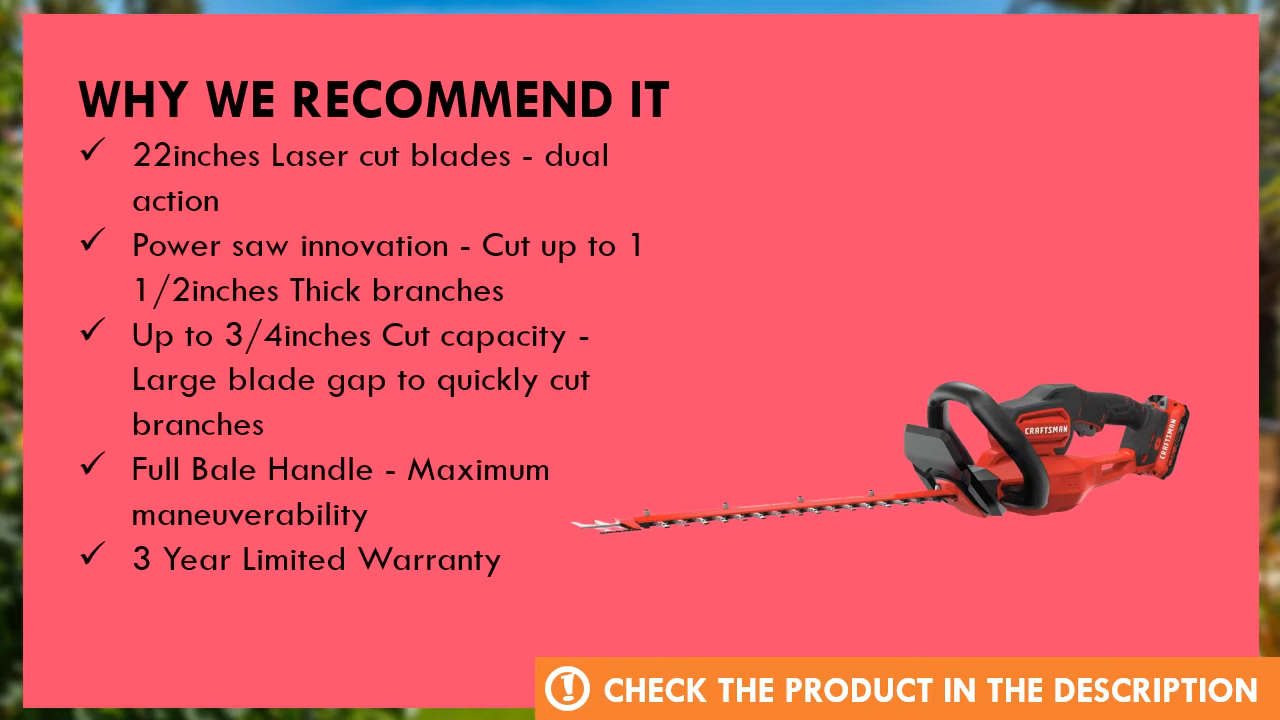 WHY WE RECOMMEND IT
✓ 22inches Laser cut blades - dual
action
✓ Power saw innovation - Cut up to 1
1/2inches Thick branches
✓ Up to 3/4inches Cut capacity -
Large blade gap to quickly cut
branches
✓ Full Bale Handle - Maximum
maneuverability
✓ 3 Year Limited Warranty
CRAFTSMAN
CRAFTSMAN
! CHECK THE PRODUCT IN THE DESCRIPTION